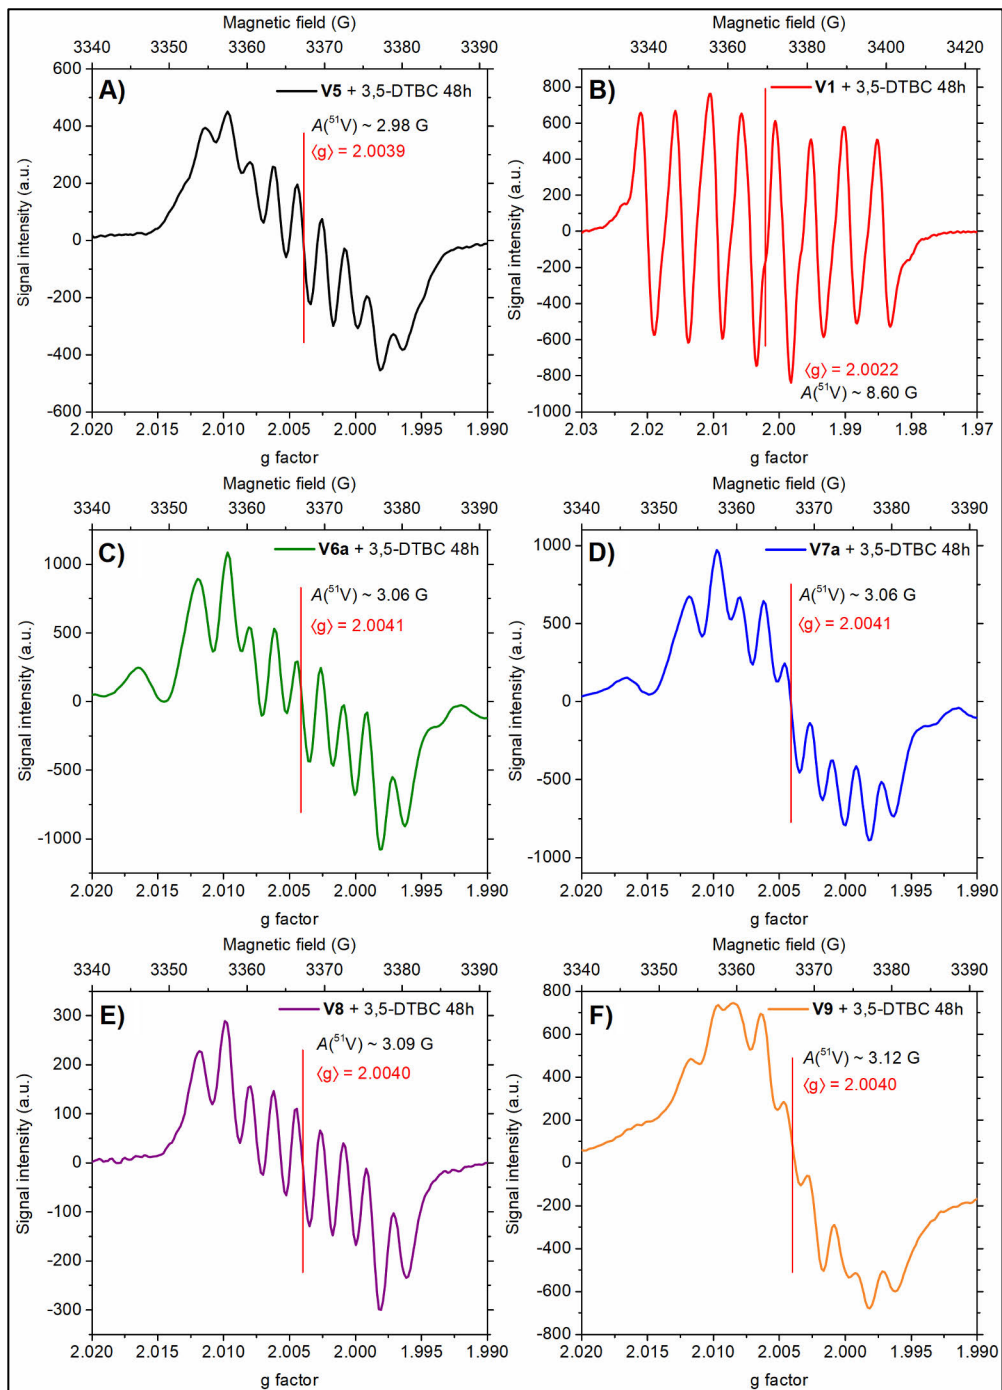 Magnetic field (G)
3340 3350 3360 3370 3380 3390
A)
V5 + 3,5-DTBC 48h
A(⁵¹V) ~ 2.98 G
⟨g⟩ = 2.0039
Signal intensity (a.u.)
600
400
200
0
-200
-400
-600
2.020 2.015 2.010 2.005 2.000 1.995 1.990
g factor
Magnetic field (G)
3340 3360 3380 3400 3420
B)
V1 + 3,5-DTBC 48h
⟨g⟩ = 2.0022
A(⁵¹V) ~ 8.60 G
Signal intensity (a.u.)
800
600
400
200
0
-200
-400
-600
-800
-1000
2.03 2.02 2.01 2.00 1.99 1.98 1.97
g factor
Magnetic field (G)
3340 3350 3360 3370 3380 3390
C)
V6a + 3,5-DTBC 48h
A(⁵¹V) ~ 3.06 G
⟨g⟩ = 2.0041
Signal intensity (a.u.)
1000
500
0
-500
-1000
2.020 2.015 2.010 2.005 2.000 1.995 1.990
g factor
Magnetic field (G)
3340 3350 3360 3370 3380 3390
D)
V7a + 3,5-DTBC 48h
A(⁵¹V) ~ 3.06 G
⟨g⟩ = 2.0041
Signal intensity (a.u.)
1000
500
0
-500
-1000
2.020 2.015 2.010 2.005 2.000 1.995 1.990
g factor
Magnetic field (G)
3340 3350 3360 3370 3380 3390
E)
V8 + 3,5-DTBC 48h
A(⁵¹V) ~ 3.09 G
⟨g⟩ = 2.0040
Signal intensity (a.u.)
300
200
100
0
-100
-200
-300
2.020 2.015 2.010 2.005 2.000 1.995 1.990
g factor
Magnetic field (G)
3340 3350 3360 3370 3380 3390
F)
V9 + 3,5-DTBC 48h
A(⁵¹V) ~ 3.12 G
⟨g⟩ = 2.0040
Signal intensity (a.u.)
800
600
400
200
0
-200
-400
-600
-800
2.020 2.015 2.010 2.005 2.000 1.995 1.990
g factor